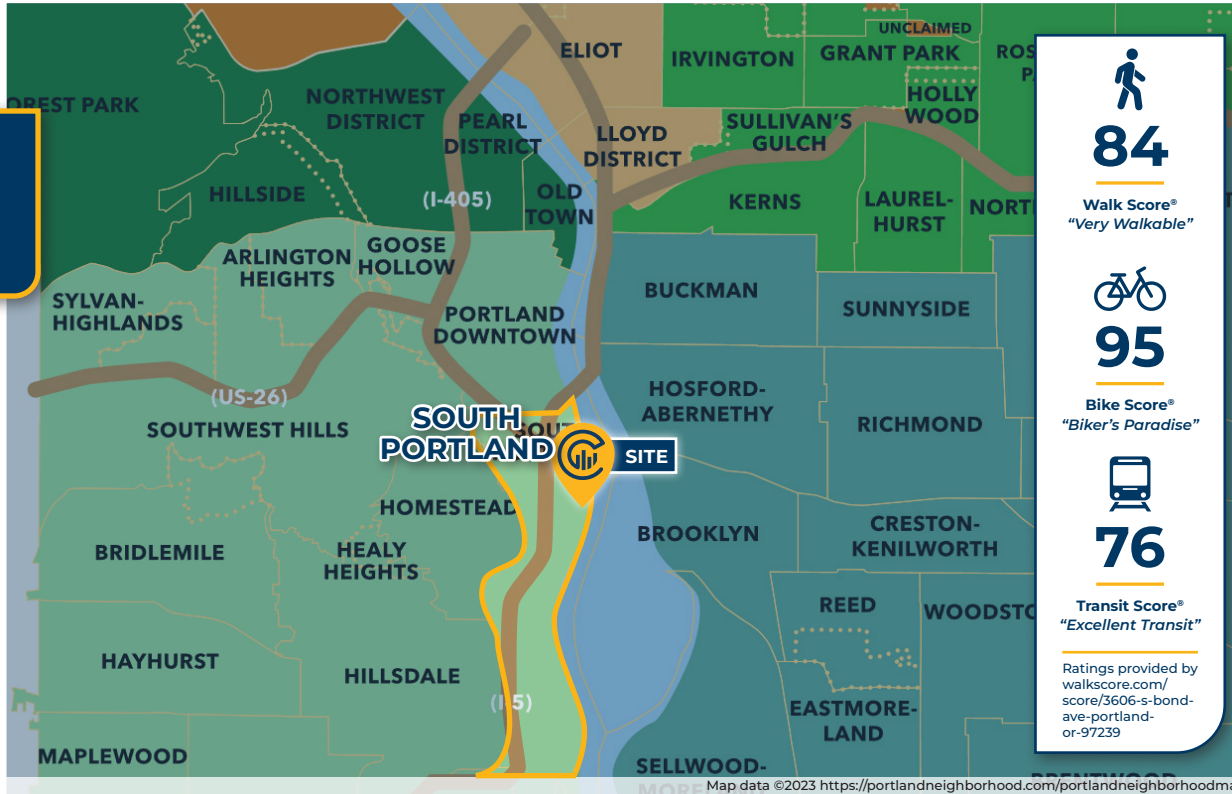 UNCLAIMED
ELIOT
IRVINGTON
GRANT PARK
OREST PARK
NORTHWEST
DISTRICT
PEARL
DISTRICT
HOLLY
WOOD
LLOYD
DISTRICT
SULLIVAN'S
GULCH
HILLSIDE
(I-405)
OLD
TOWN
KERNS
LAUREL-
HURST
ARLINGTON
HEIGHTS
GOOSE
HOLLOW
SYLVAN-
HIGHLANDS
PORTLAND
DOWNTOWN
BUCKMAN
SUNNYSIDE
(US-26)
SOUTHWEST HILLS
HOSFORD-
ABERNETHY
RICHMOND
SOUTH
PORTLAND
SITE
HOMESTEAD
BROOKLYN
CRESTON-
KENILWORTH
BRIDLEMILE
HEALY
HEIGHTS
REED
HAYHURST
HILLSDALE
(I-5)
EASTMORE-
LAND
MAPLEWOOD
SELLWOOD-
84
Walk Score®
“Very Walkable”
95
Bike Score®
“Biker’s Paradise”
76
Transit Score®
“Excellent Transit”
Ratings provided by
walkscore.com/
score/3606-s-bond-
ave-portland-
or-97239
Map data ©2023 https://portlandneighborhood.com/portlandneighborhoodma